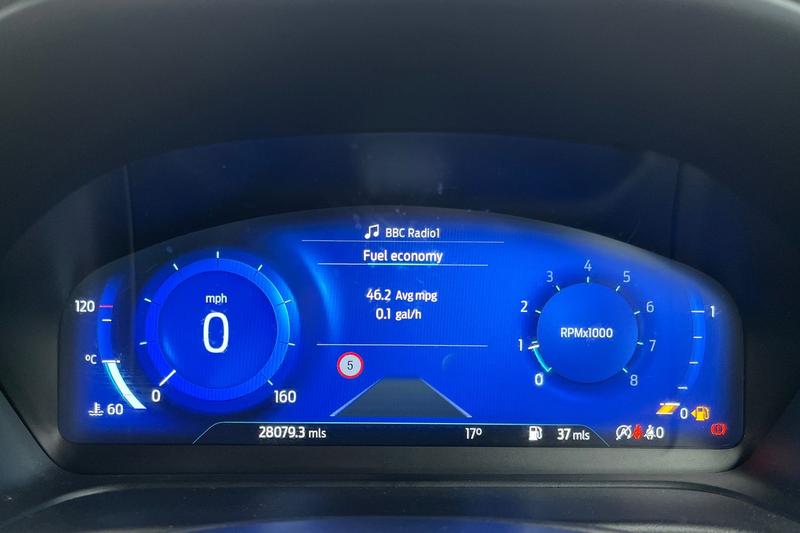 BBC Radio1
Fuel economy
46.2 Avg mpg
0.1 gal/h
120
°C
60
mph
0
0
160
5
0
1
2
3
4
5
6
7
8
RPMx1000
1
0
28079.3 mls
17°
37 mls
0